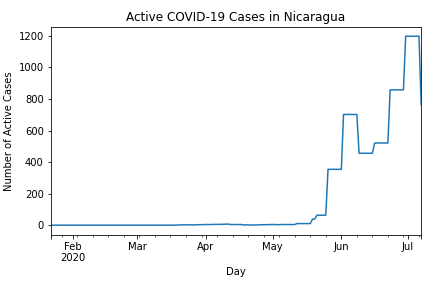 Active COVID-19 Cases in Nicaragua
1200
1000
800
600
400
200
0
Number of Active Cases
Feb Mar Apr May Jun Jul
2020
Day